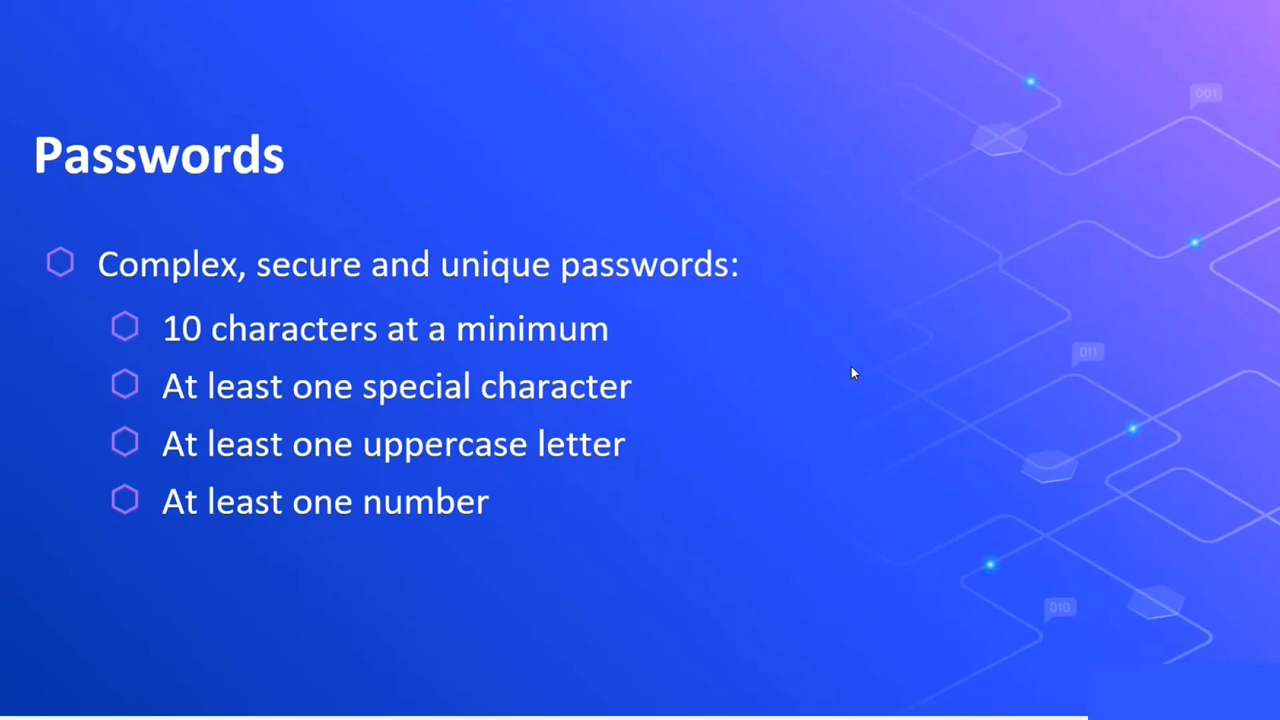 001
Passwords
Complex, secure and unique passwords:
10 characters at a minimum
At least one special character
011
At least one uppercase letter
At least one number
010